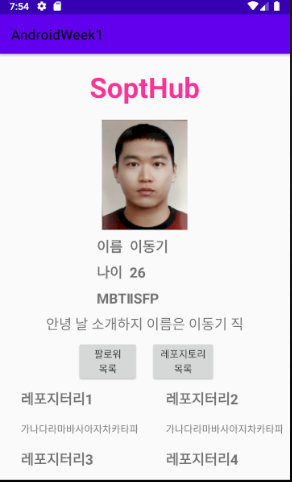 7:54
AndroidWeek1
SoptHub
이름 이동기
나이 26
MBTIISFP
안녕 날 소개하지 이름은 이동기 직
팔로워 레포지토리
목록 목록
레포지터리1 레포지터리2
가나다라마바사아자차카타파 가나다라마바사아자차카타파
레포지터리3 레포지터리4